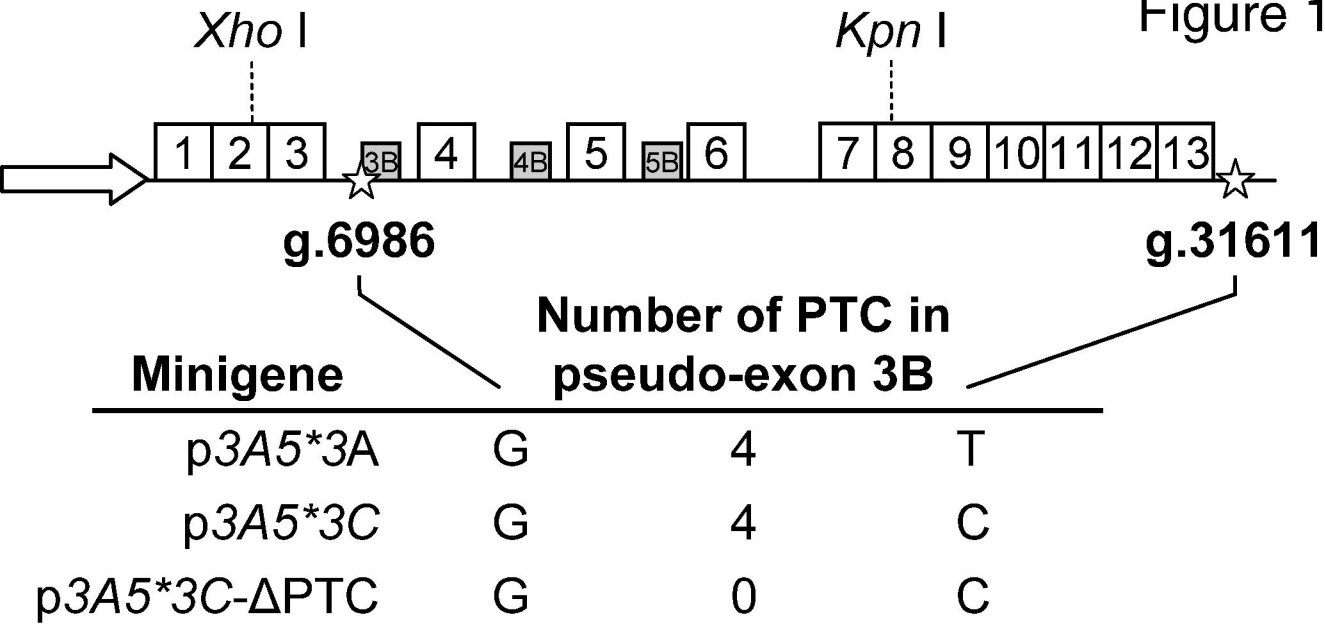 Figure 1
Xho I Kpn I
1 2 3 3B 4 4B 5 5B 6 7 8 9 10 11 12 13
g.6986 g.31611
Number of PTC in
Minigene pseudo-exon 3B
p3A5*3A G 4 T
p3A5*3C G 4 C
p3A5*3C-ΔPTC G 0 C